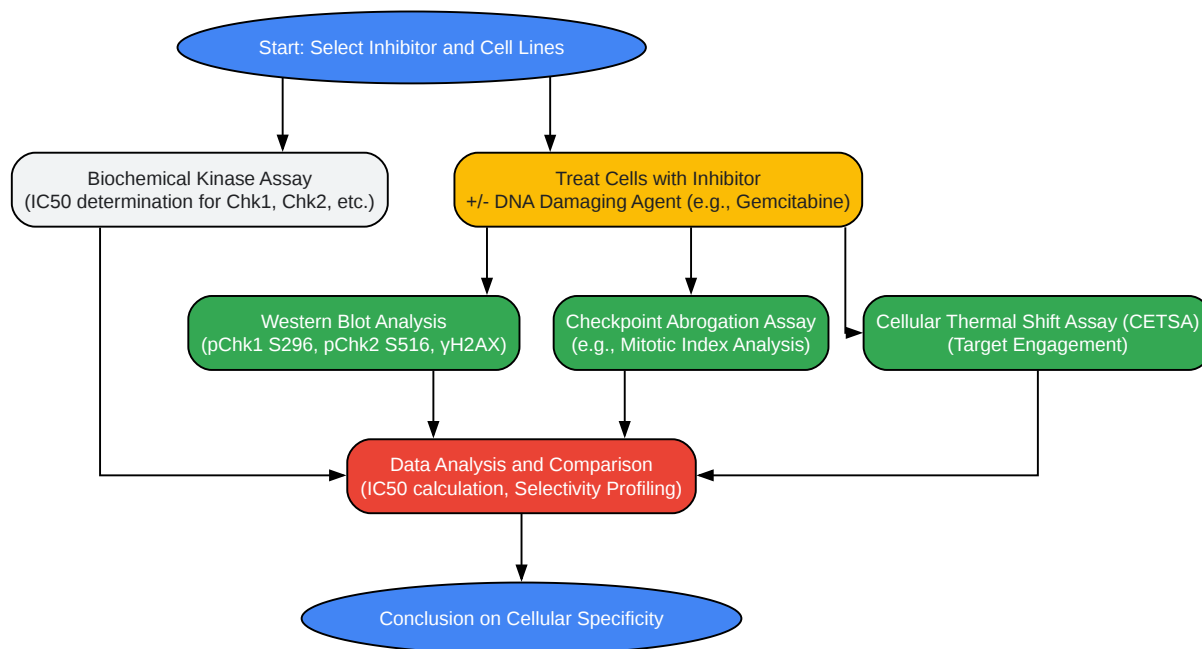 Start: Select Inhibitor and Cell Lines
Biochemical Kinase Assay
(IC50 determination for Chk1, Chk2, etc.)
Treat Cells with Inhibitor
+/- DNA Damaging Agent (e.g., Gemcitabine)
Western Blot Analysis
(pChk1 S296, pChk2 S516, γH2AX)
Checkpoint Abrogation Assay
(e.g., Mitotic Index Analysis)
Cellular Thermal Shift Assay (CETSA)
(Target Engagement)
Data Analysis and Comparison
(IC50 calculation, Selectivity Profiling)
Conclusion on Cellular Specificity